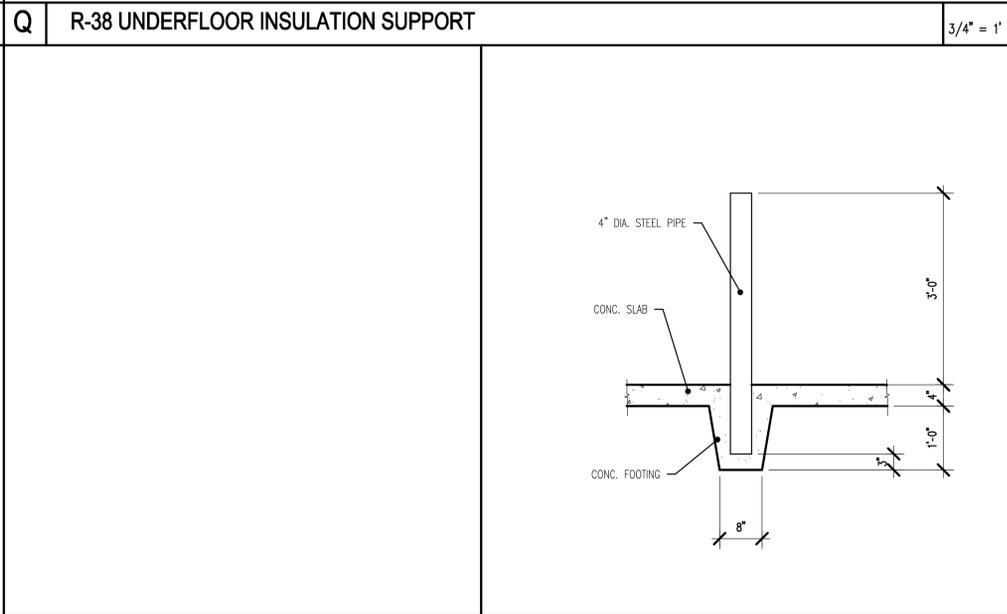 Q
R-38 UNDERFLOOR INSULATION SUPPORT
3/4" = 1'
4" DIA. STEEL PIPE
3'-0"
CONC. SLAB
4"
1'-0"
3"
CONC. FOOTING
8"